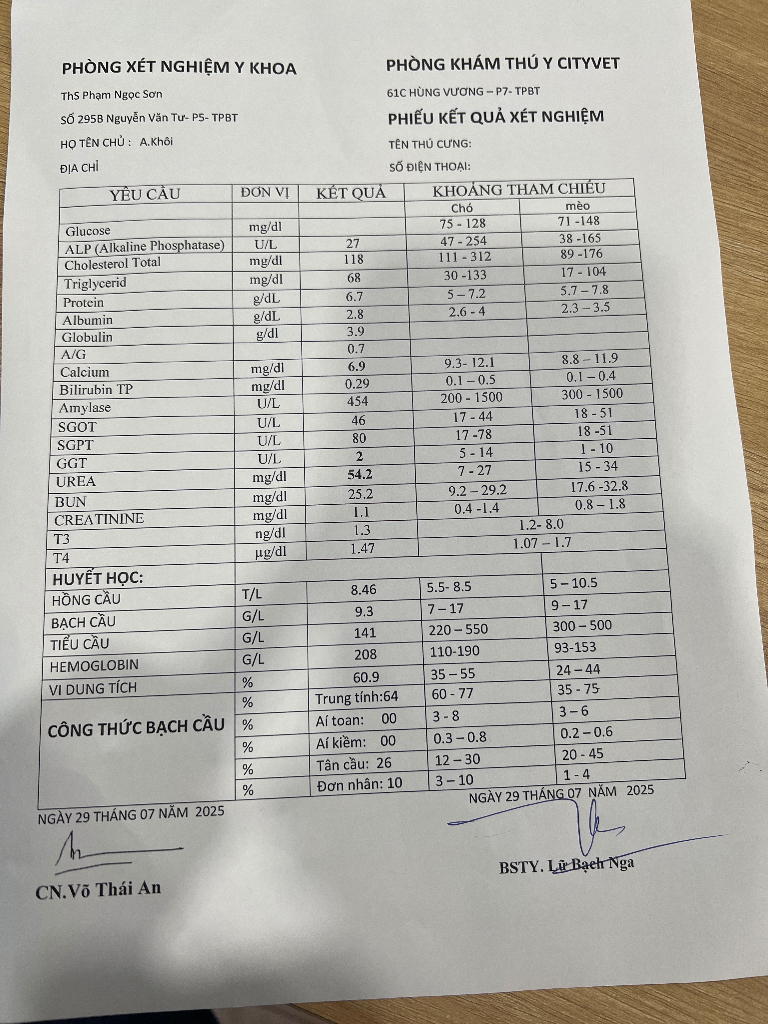 PHÒNG XÉT NGHIỆM Y KHOA
ThS Phạm Ngọc Sơn
SỐ 295B Nguyễn Văn Tư- P5- TPBT
HỌ TÊN CHỦ : A.Khôi
ĐỊA CHỈ
PHÒNG KHÁM THÚ Y CITYVET
61C HÙNG VƯƠNG – P7- TPBT
PHIẾU KẾT QUẢ XÉT NGHIỆM
TÊN THÚ CƯNG:
SỐ ĐIỆN THOẠI:
YÊU CẦU ĐƠN VỊ KẾT QUẢ KHOẢNG THAM CHIẾU
Chó mèo
Glucose mg/dl 75 - 128 71 -148
ALP (Alkaline Phosphatase) U/L 27 47 - 254 38 -165
Cholesterol Total mg/dl 118 111 - 312 89 -176
Triglycerid mg/dl 68 30 -133 17 - 104
Protein g/dL 6.7 5 – 7.2 5.7 – 7.8
Albumin g/dL 2.8 2.6 - 4 2.3 – 3.5
Globulin g/dl 3.9
A/G 0.7
Calcium mg/dl 6.9 9.3- 12.1 8.8 – 11.9
Bilirubin TP mg/dl 0.29 0.1 – 0.5 0.1 – 0.4
Amylase U/L 454 200 - 1500 300 - 1500
SGOT U/L 46 17 - 44 18 - 51
SGPT U/L 80 17 -78 18 -51
GGT U/L 2 5 - 14 1 - 10
UREA mg/dl 54.2 7 - 27 15 - 34
BUN mg/dl 25.2 9.2 – 29.2 17.6 -32.8
CREATININE mg/dl 1.1 0.4 -1.4 0.8 – 1.8
T3 ng/dl 1.3 1.2- 8.0
T4 µg/dl 1.47 1.07 – 1.7
HUYẾT HỌC:
HỒNG CẦU T/L 8.46 5.5- 8.5 5 – 10.5
BẠCH CẦU G/L 9.3 7 – 17 9 – 17
TIỂU CẦU G/L 141 220 – 550 300 – 500
HEMOGLOBIN G/L 208 110-190 93-153
VI DUNG TÍCH % 60.9 35 – 55 24 – 44
CÔNG THỨC BẠCH CẦU % Trung tính:64 60 - 77 35 - 75
% Aí toan: 00 3 - 8 3 – 6
% Aí kiềm: 00 0.3 – 0.8 0.2 – 0.6
% Tân cầu: 26 12 – 30 20 - 45
% Đơn nhân: 10 3 – 10 1 - 4
NGÀY 29 THÁNG 07 NĂM 2025
CN.Võ Thái An
NGÀY 29 THÁNG 07 NĂM 2025
BSTY. Lữ Bạch Nga